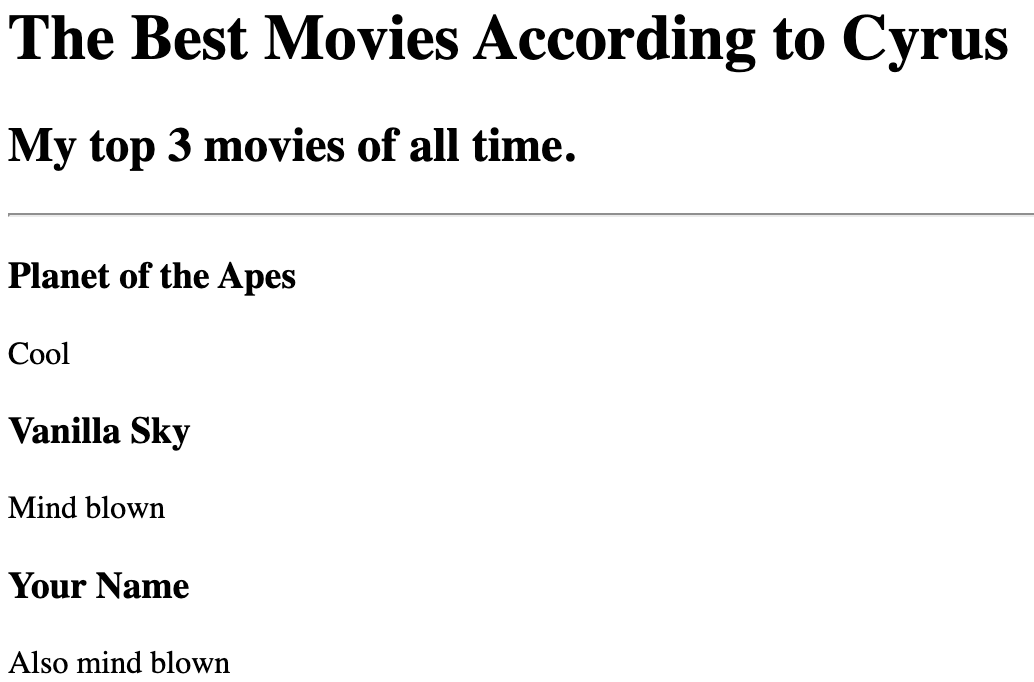 The Best Movies According to Cyrus
My top 3 movies of all time.
Planet of the Apes
Cool
Vanilla Sky
Mind blown
Your Name
Also mind blown